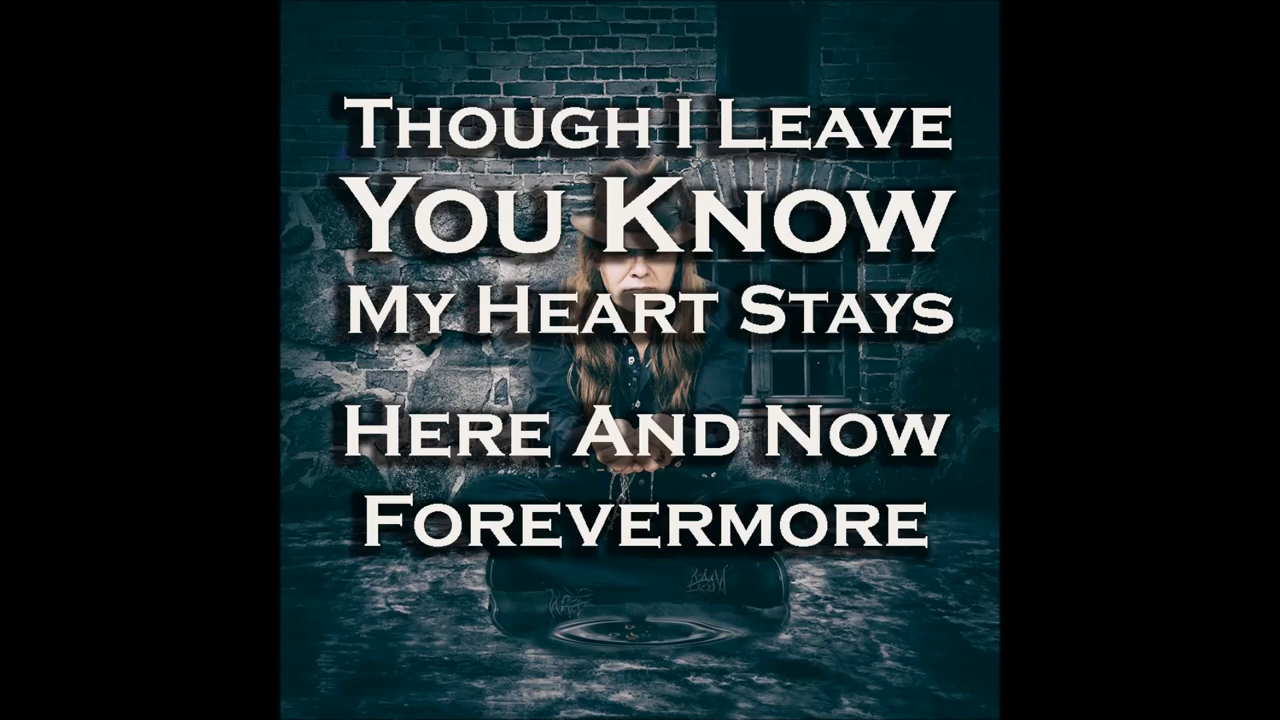 Though I Leave
You Know
My Heart Stays
Here And Now
Forevermore